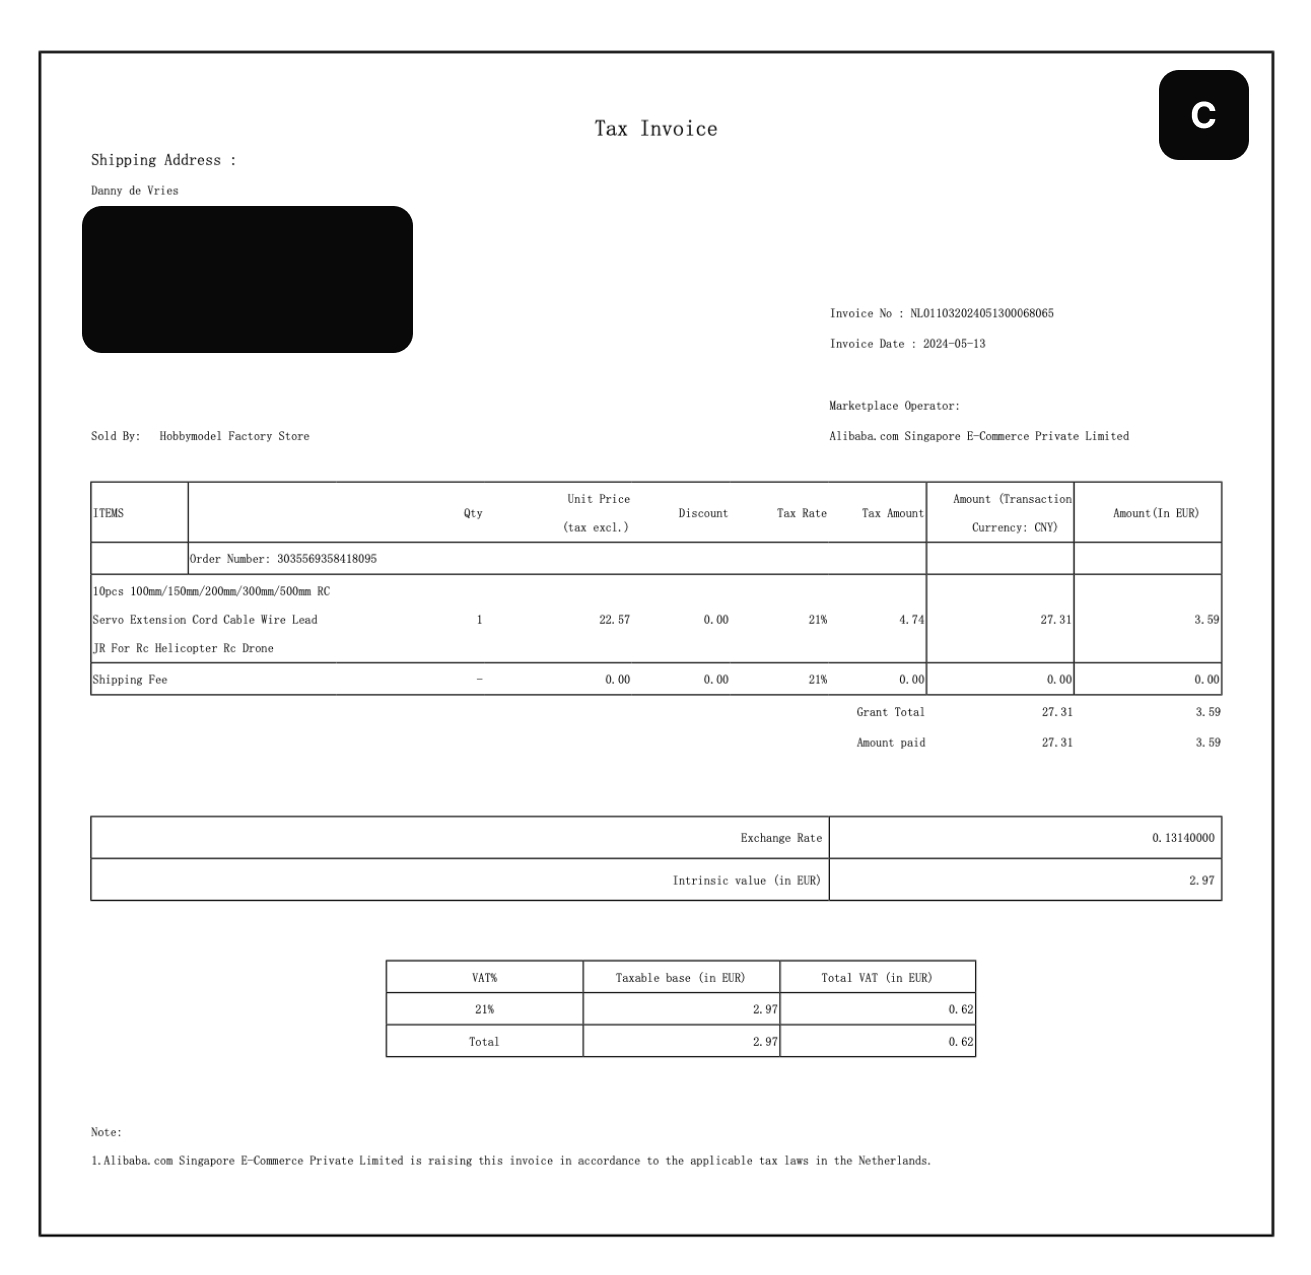 C
Tax Invoice
Shipping Address :
Danny de Vries
Invoice No : NL011032024051300068065
Invoice Date : 2024-05-13
Marketplace Operator:
Sold By: Hobbymodel Factory Store
Alibaba.com Singapore E-Commerce Private Limited
ITEMS Qty Unit Price (tax excl.) Discount Tax Rate Tax Amount Amount (Transaction Currency: CNY) Amount(In EUR)
Order Number: 3035569358418095
10pcs 100mm/150mm/200mm/300mm/500mm RC
Servo Extension Cord Cable Wire Lead 1 22.57 0.00 21% 4.74 27.31 3.59
JR For Rc Helicopter Rc Drone
Shipping Fee - 0.00 0.00 21% 0.00 0.00 0.00
Grant Total 27.31 3.59
Amount paid 27.31 3.59
Exchange Rate 0.13140000
Intrinsic value (in EUR) 2.97
VAT% Taxable base (in EUR) Total VAT (in EUR)
21% 2.97 0.62
Total 2.97 0.62
Note:
1.Alibaba.com Singapore E-Commerce Private Limited is raising this invoice in accordance to the applicable tax laws in the Netherlands.